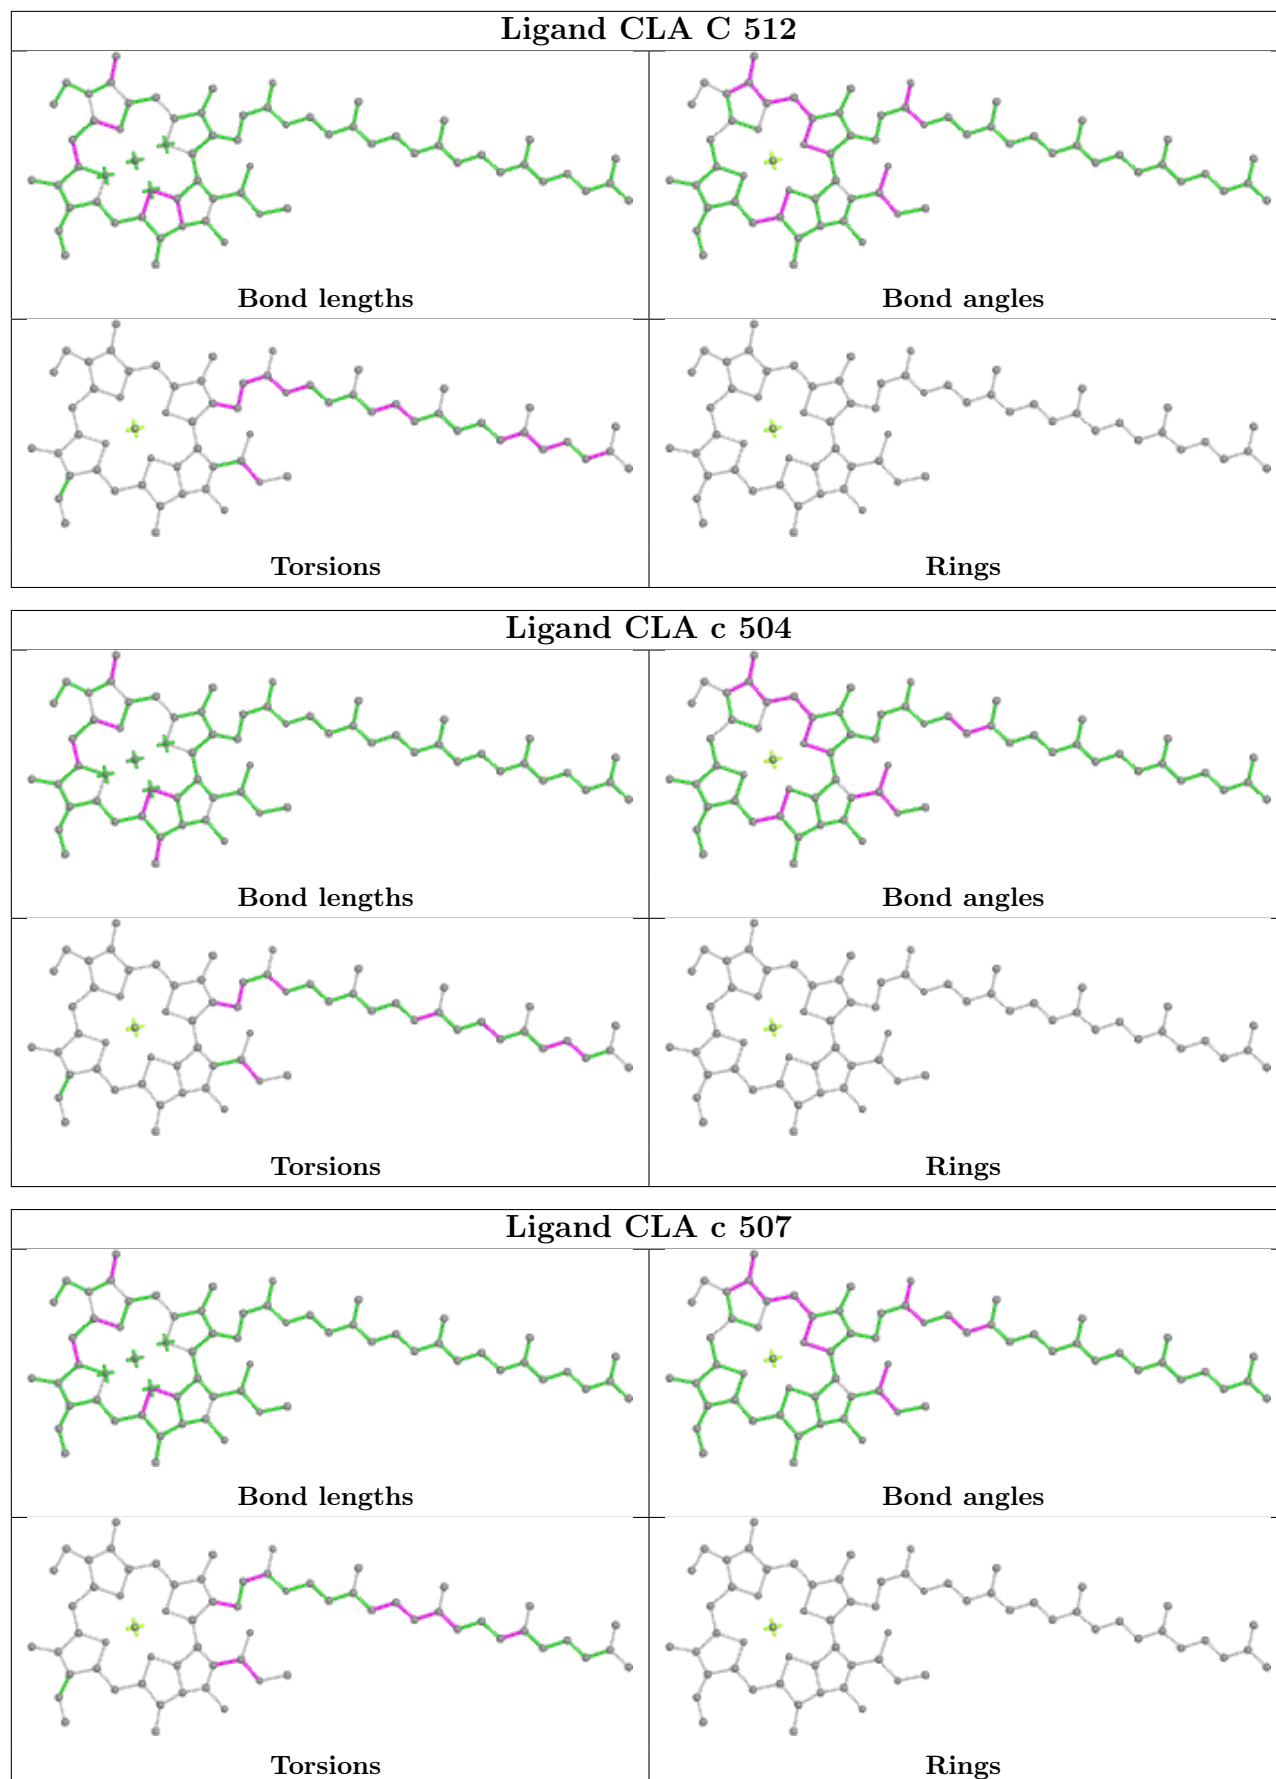 Ligand CLA C 512
Bond lengths
Bond angles
Torsions
Rings
Ligand CLA c 504
Bond lengths
Bond angles
Torsions
Rings
Ligand CLA c 507
Bond lengths
Bond angles
Torsions
Rings